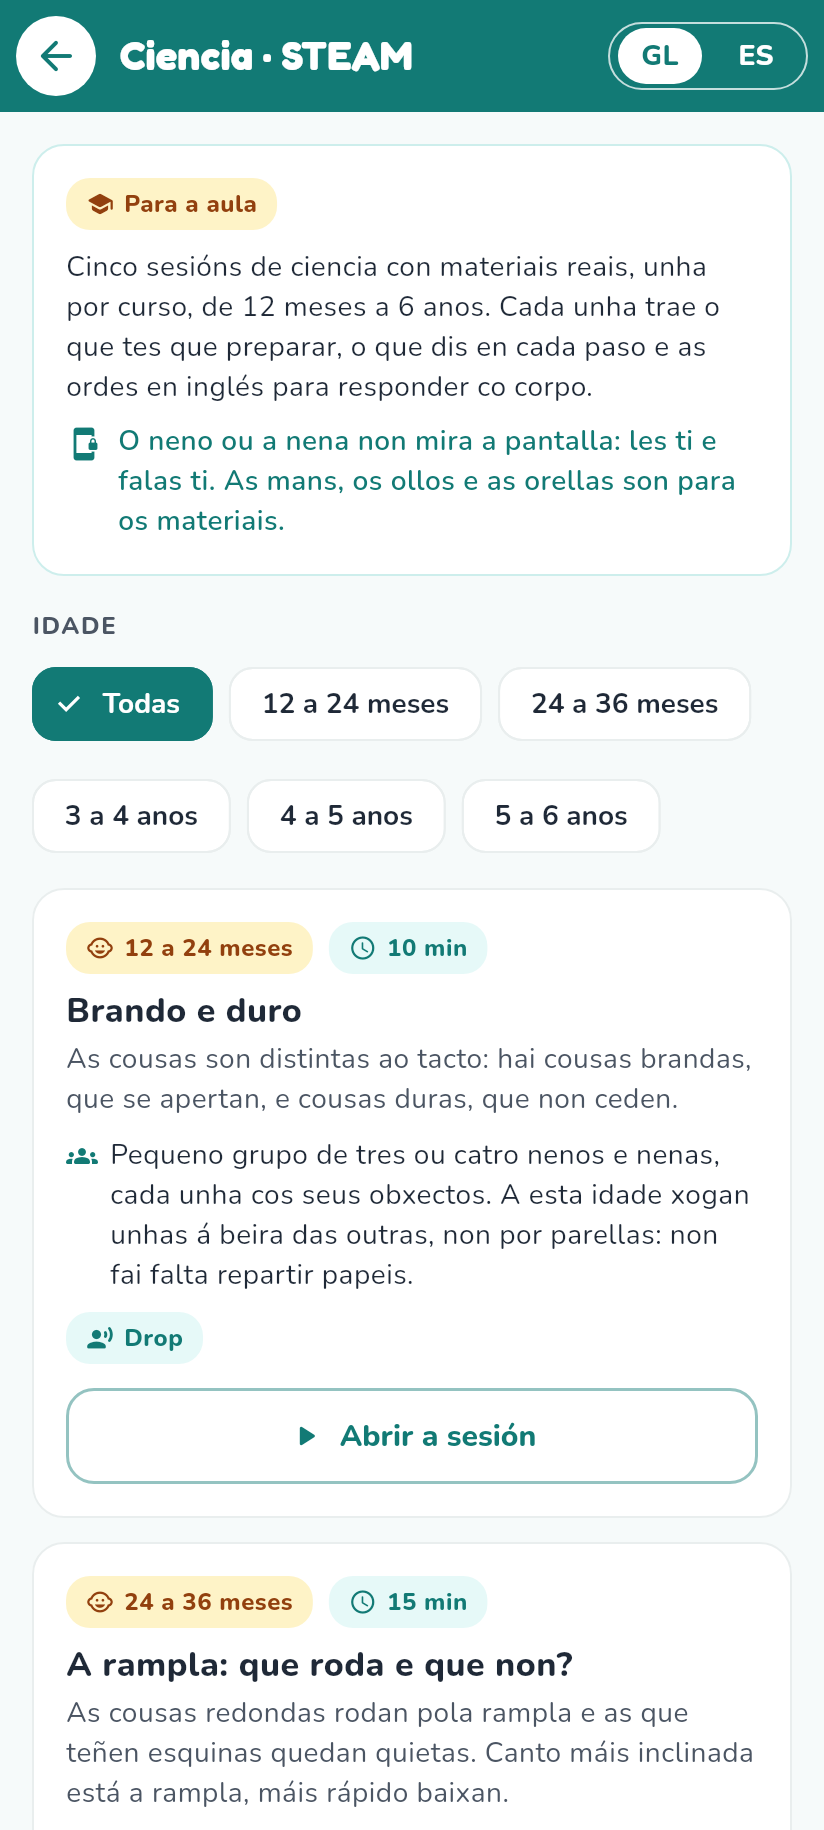 Ciencia · STEAM
GL
ES
Para a aula
Cinco sesións de ciencia con materiais reais, unha
por curso, de 12 meses a 6 anos. Cada unha trae o
que tes que preparar, o que dis en cada paso e as
ordes en inglés para responder co corpo.
O neno ou a nena non mira a pantalla: les ti e
falas ti. As mans, os ollos e as orellas son para
os materiais.
IDADE
Todas
12 a 24 meses
24 a 36 meses
3 a 4 anos
4 a 5 anos
5 a 6 anos
12 a 24 meses
10 min
Brando e duro
As cousas son distintas ao tacto: hai cousas brandas,
que se apertan, e cousas duras, que non ceden.
Pequeno grupo de tres ou catro nenos e nenas,
cada unha cos seus obxectos. A esta idade xogan
unhas á beira das outras, non por parellas: non
fai falta repartir papeis.
Drop
Abrir a sesión
24 a 36 meses
15 min
A rampla: que roda e que non?
As cousas redondas rodan pola rampla e as que
teñen esquinas quedan quietas. Canto máis inclinada
está a rampla, máis rápido baixan.